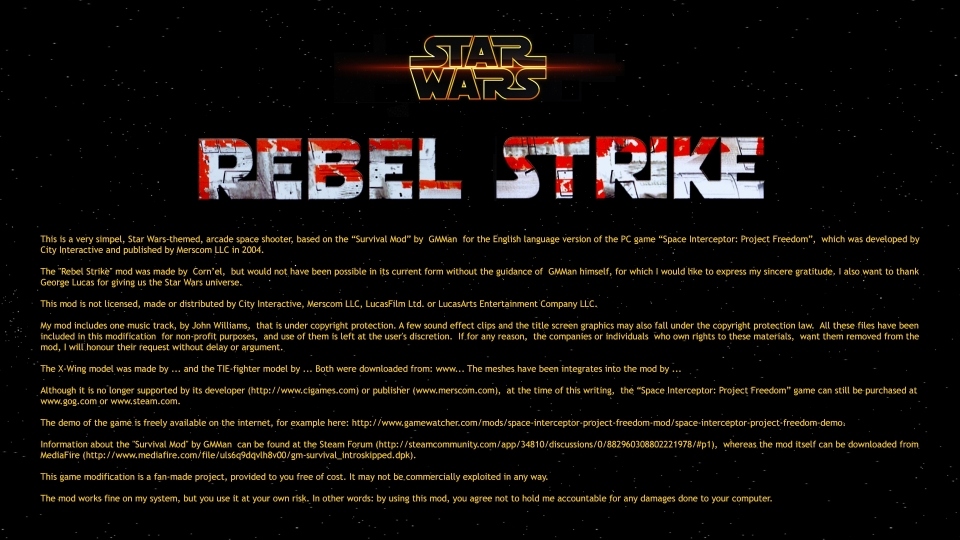 STAR
WARS
REBEL STRIKE
This is a very simpel, Star Wars-themed, arcade space shooter, based on the “Survival Mod” by GMMan for the English language version of the PC game “Space Interceptor: Project Freedom”, which was developed by
City Interactive and published by Merscom LLC in 2004.
The "Rebel Strike" mod was made by Corn'el, but would not have been possible in its current form without the guidance of GMMan himself, for which I would like to express my sincere gratitude. I also want to thank
George Lucas for giving us the Star Wars universe.
This mod is not licensed, made or distributed by City Interactive, Merscom LLC, LucasFilm Ltd. or LucasArts Entertainment Company LLC.
My mod includes one music track, by John Williams, that is under copyright protection. A few sound effect clips and the title screen graphics may also fall under the copyright protection law. All these files have been
included in this modification for non-profit purposes, and use of them is left at the user's discretion. If for any reason, the companies or individuals who own rights to these materials, want them removed from the
mod, I will honour their request without delay or argument.
The X-Wing model was made by ... and the TIE-fighter model by ... Both were downloaded from: www... The meshes have been integrates into the mod by ...
Although it is no longer supported by its developer (http://www.cigames.com) or publisher (www.merscom.com), at the time of this writing, the “Space Interceptor: Project Freedom” game can still be purchased at
www.gog.com or www.steam.com.
The demo of the game is freely available on the internet, for example here: http://www.gamewatcher.com/mods/space-interceptor-project-freedom-mod/space-interceptor-project-freedom-demo.
Information about the "Survival Mod" by GMMan can be found at the Steam Forum (http://steamcommunity.com/app/34810/discussions/0/882960308802221978/#p1), whereas the mod itself can be downloaded from
MediaFire (http://www.mediafire.com/file/uls6q9dqvlh8v00/gm-survival_introskipped.dpk).
This game modification is a fan-made project, provided to you free of cost. It may not be commercially exploited in any way.
The mod works fine on my system, but you use it at your own risk. In other words: by using this mod, you agree not to hold me accountable for any damages done to your computer.